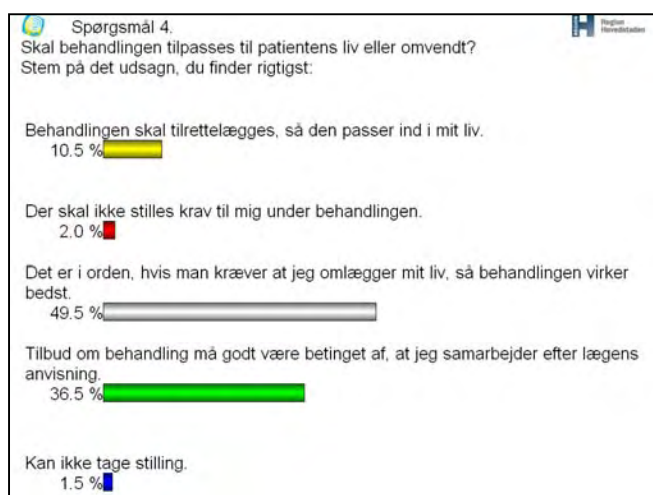 Spørgsmål 4.
Region
Hovedstaden
Skal behandlingen tilpasses til patientens liv eller omvendt?
Stem på det udsagn, du finder rigtigst:
Behandlingen skal tilrettelægges, så den passer ind i mit liv.
10.5 %
Der skal ikke stilles krav til mig under behandlingen.
2.0 %
Det er i orden, hvis man kræver at jeg omlægger mit liv, så behandlingen virker
bedst.
49.5 %
Tilbud om behandling må godt være betinget af, at jeg samarbejder efter lægens
anvisning.
36.5 %
Kan ikke tage stilling.
1.5 %